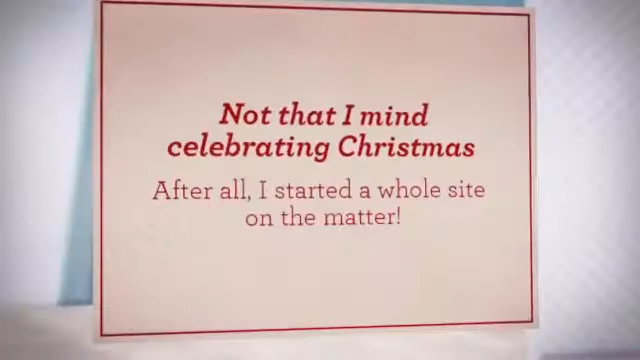 Not that I mind
celebrating Christmas
After all, I started a whole site
on the matter!